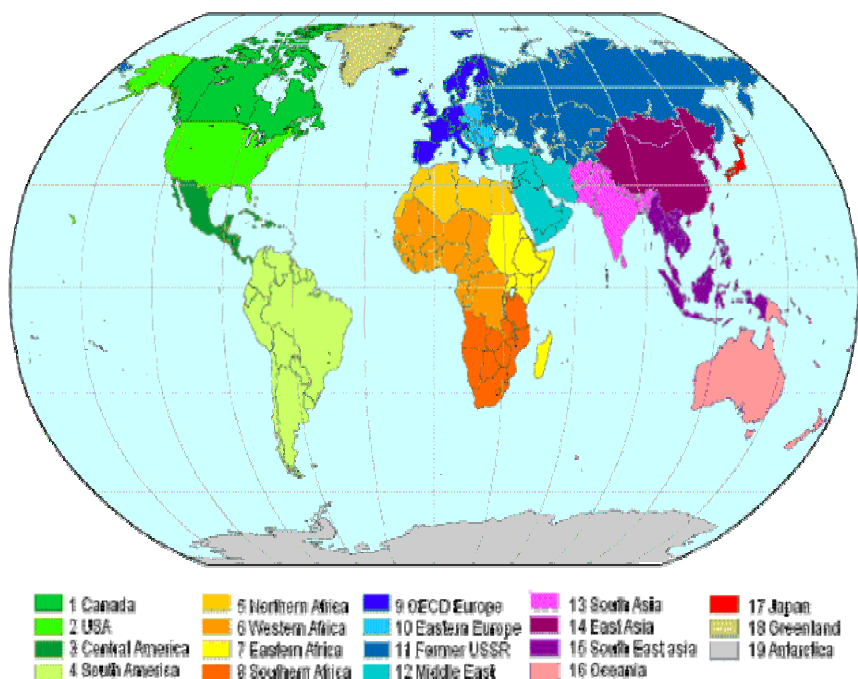 1 Canada
2 USA
3 Central America
4 South America
5 Northern Africa
6 Western Africa
7 Eastern Africa
8 Southern Africa
9 OECD Europe
10 Eastern Europe
11 Former USSR
12 Middle East
13 South Asia
14 East Asia
15 South East asia
16 Oceania
17 Japan
18 Greenland
19 Antarctica